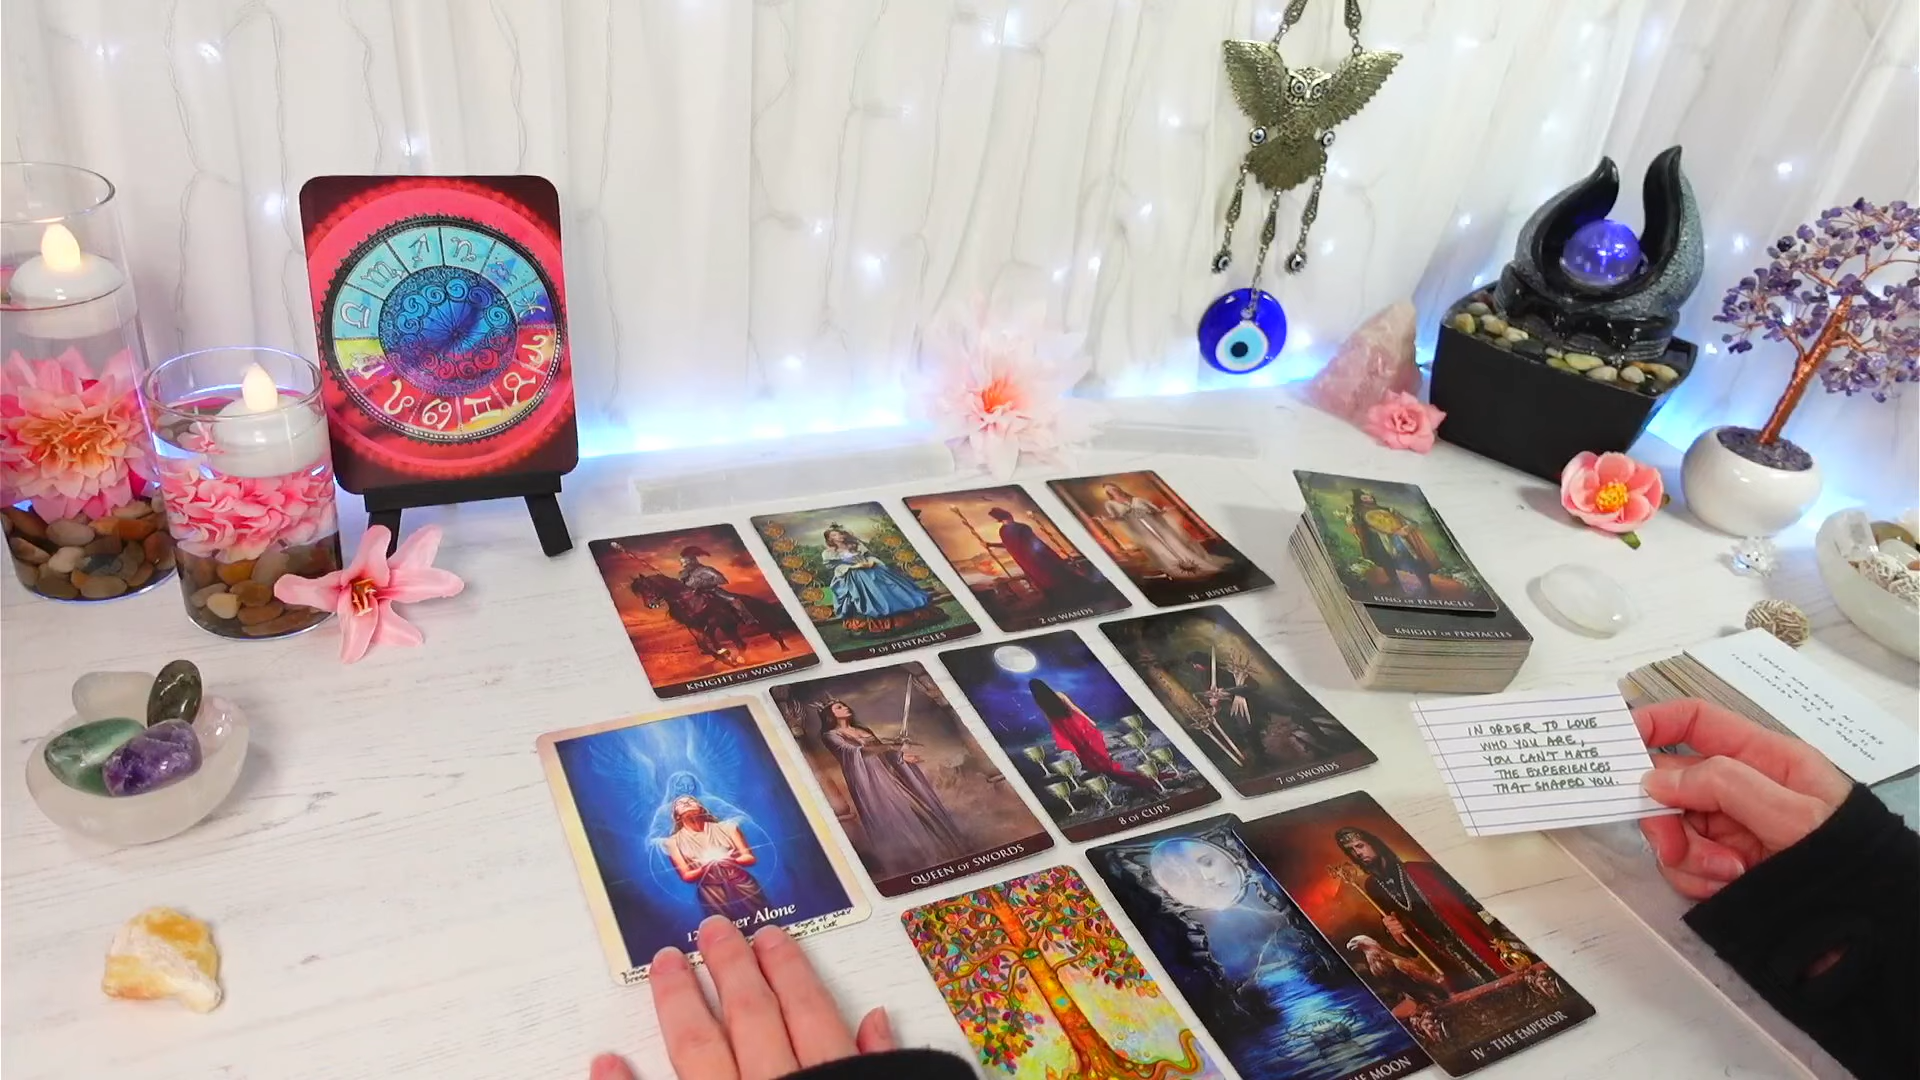 KNIGHT OF WANDS
9 OF PENTACLES
2 OF WANDS
XI - JUSTICE
KING OF PENTACLES
KNIGHT OF PENTACLES
QUEEN OF SWORDS
8 OF CUPS
7 OF SWORDS
IN ORDER TO LOVE
WHO YOU ARE,
YOU CAN'T HATE
THE EXPERIENCES
THAT SHAPED YOU.
Alone
MOON
IV - THE EMPEROR